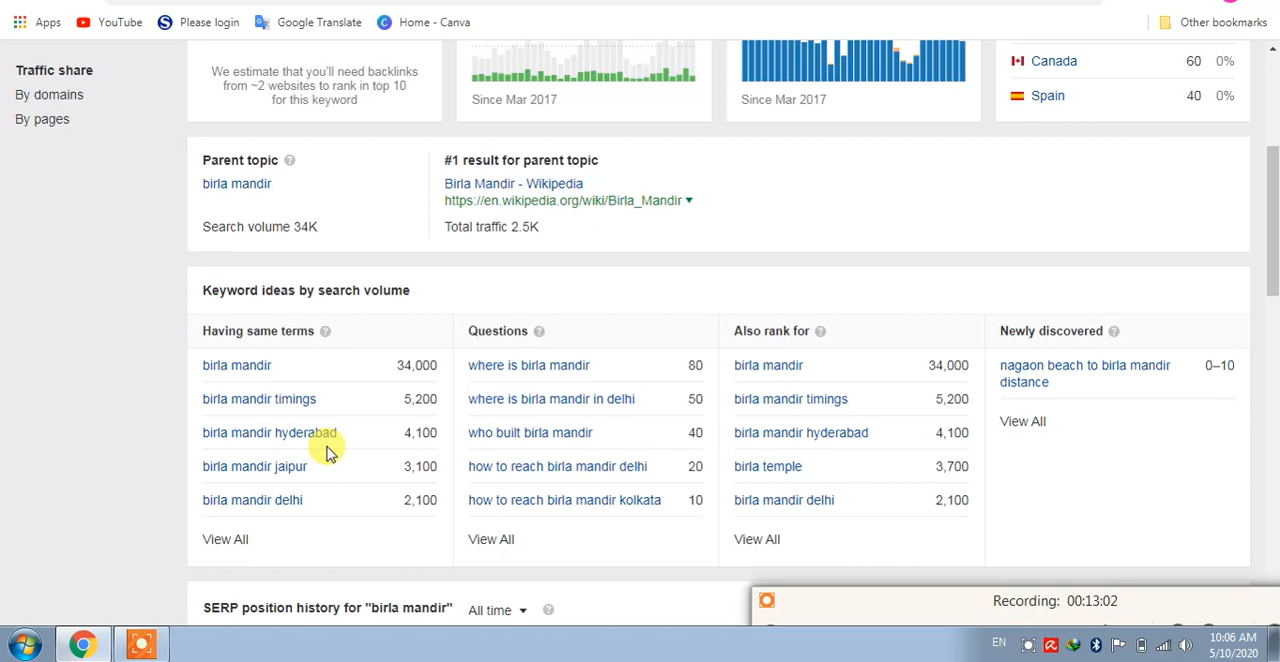 Apps YouTube Please login Google Translate Home - Canva Other bookmarks
Traffic share
By domains
By pages
We estimate that you'll need backlinks
from ~2 websites to rank in top 10
for this keyword
Since Mar 2017
Since Mar 2017
Canada 60 0%
Spain 40 0%
Parent topic
birla mandir
Search volume 34K
#1 result for parent topic
Birla Mandir - Wikipedia
https://en.wikipedia.org/wiki/Birla_Mandir
Total traffic 2.5K
Keyword ideas by search volume
Having same terms
birla mandir 34,000
birla mandir timings 5,200
birla mandir hyderabad 4,100
birla mandir jaipur 3,100
birla mandir delhi 2,100
View All
Questions
where is birla mandir 80
where is birla mandir in delhi 50
who built birla mandir 40
how to reach birla mandir delhi 20
how to reach birla mandir kolkata 10
View All
Also rank for
birla mandir 34,000
birla mandir timings 5,200
birla mandir hyderabad 4,100
birla temple 3,700
birla mandir delhi 2,100
View All
Newly discovered
nagaon beach to birla mandir 0–10
distance
View All
SERP position history for "birla mandir" All time
Recording: 00:13:02
EN
10:06 AM
5/10/2020